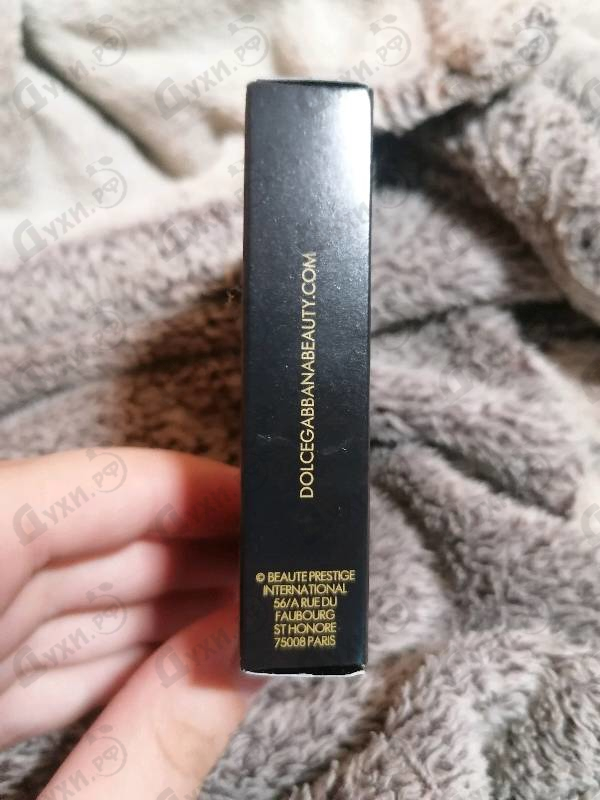 DOLCEGABBANABEAUTY.COM
© BEAUTE PRESTIGE
INTERNATIONAL
56/A RUE DU
FAUBOURG
ST HONORE
75008 PARIS
Духи.РФ